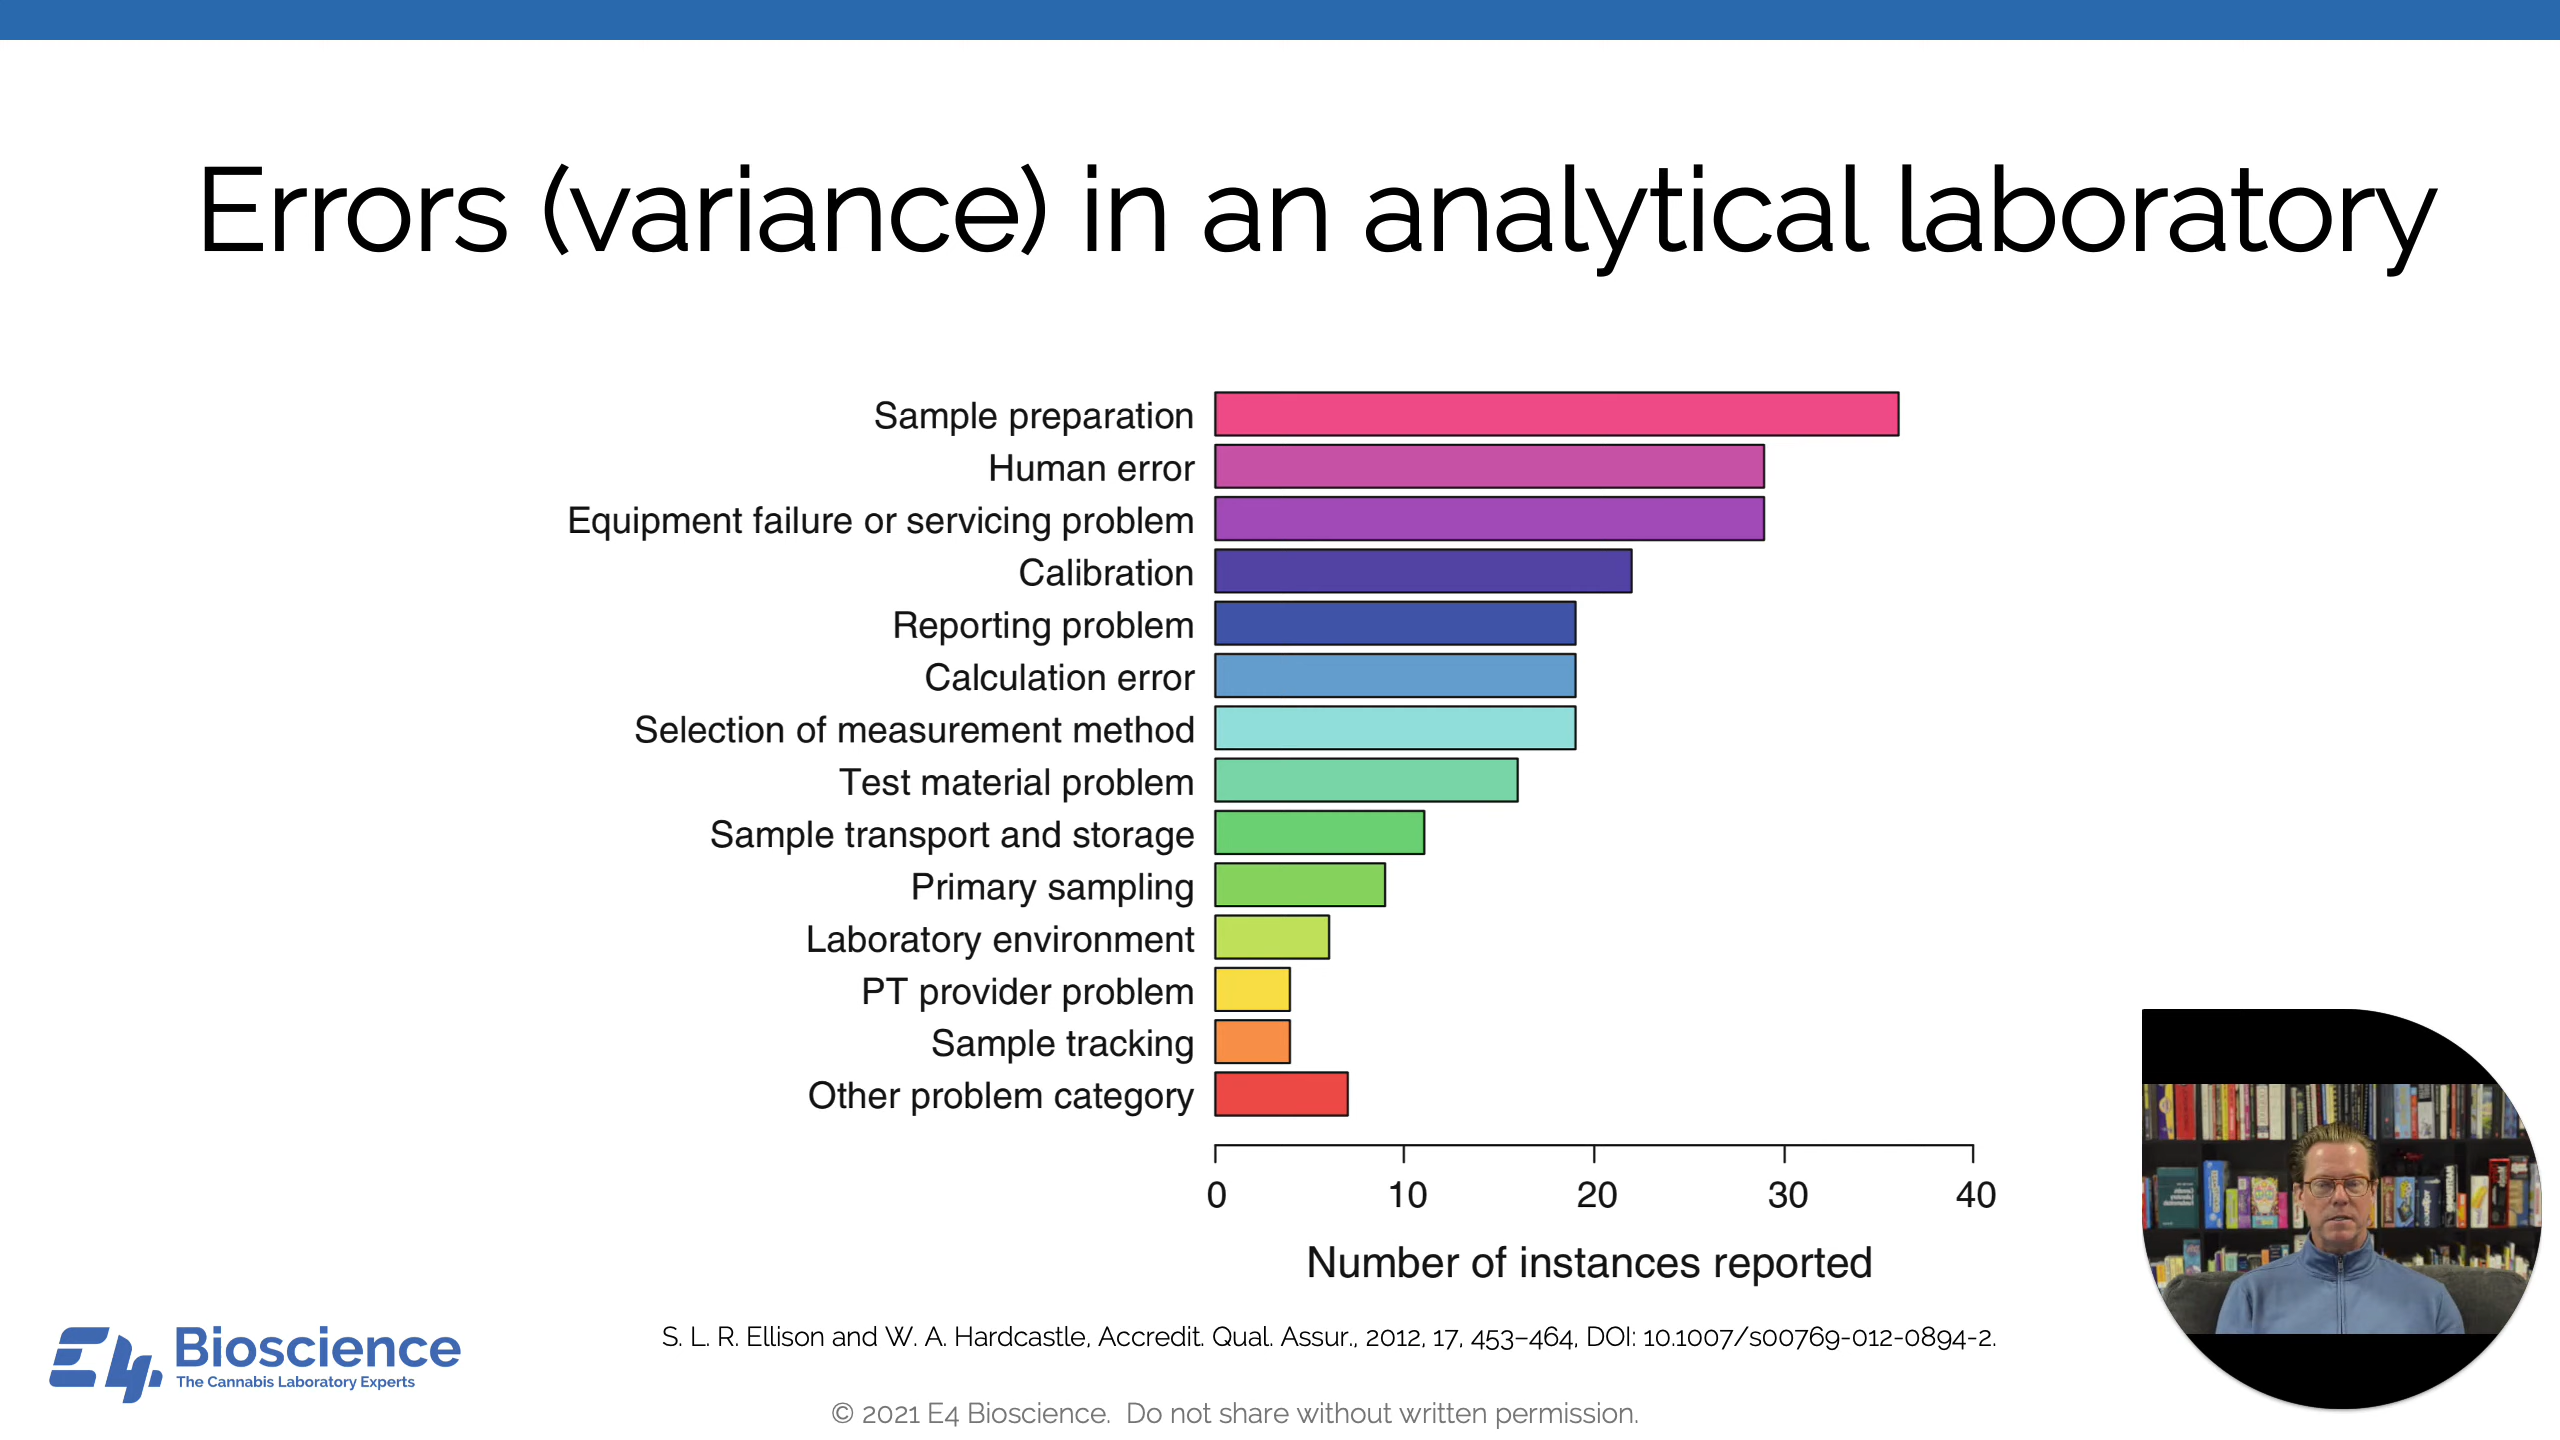 Errors (variance) in an analytical laboratory
Sample preparation
Human error
Equipment failure or servicing problem
Calibration
Reporting problem
Calculation error
Selection of measurement method
Test material problem
Sample transport and storage
Primary sampling
Laboratory environment
PT provider problem
Sample tracking
Other problem category
0 10 20 30 40
Number of instances reported
S. L. R. Ellison and W. A. Hardcastle, Accredit. Qual. Assur., 2012, 17, 453–464, DOI: 10.1007/s00769-012-0894-2.
E4 Bioscience
The Cannabis Laboratory Experts
© 2021 E4 Bioscience. Do not share without written permission.